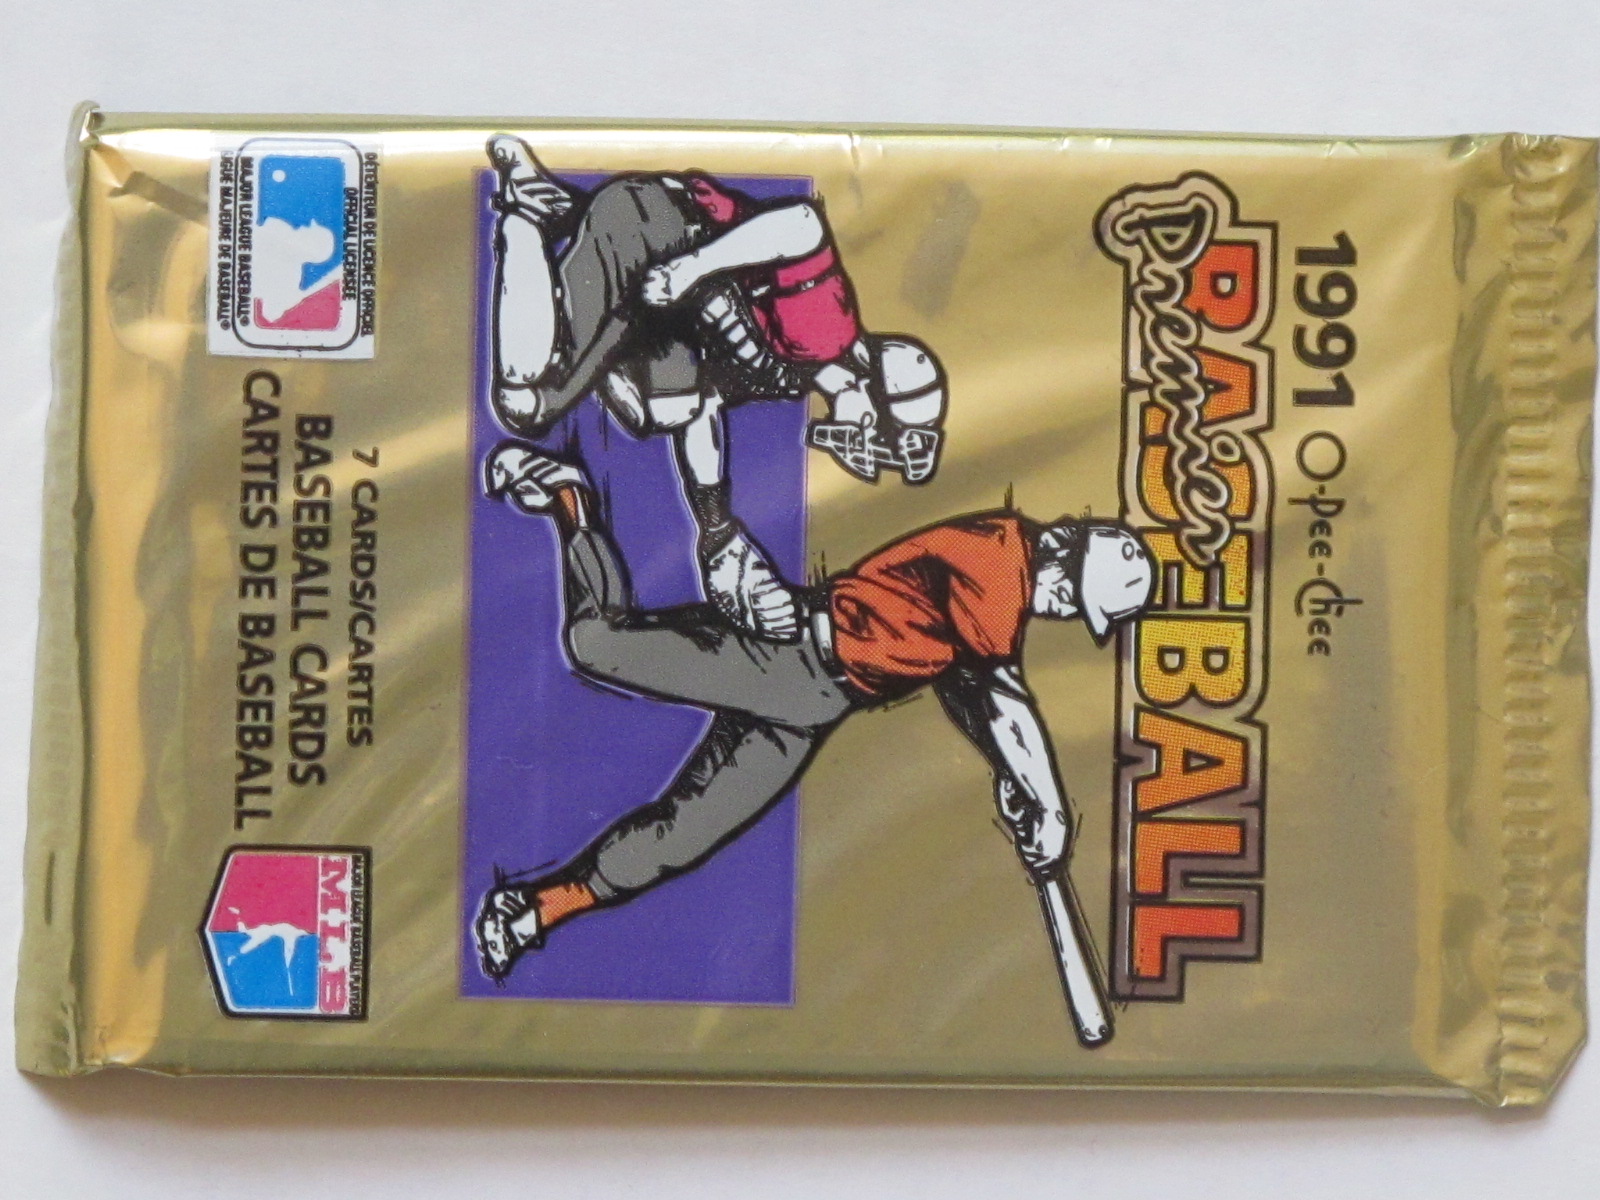 1991 O-Pee-Chee
BASEBALL
Premier
7 CARDS/CARTES
BASEBALL CARDS
CARTES DE BASEBALL
DÉTENTEUR DE LICENCE OFFICIEL
OFFICIAL LICENSEE
MAJOR LEAGUE BASEBALL®
LIGUE MAJEURE DE BASEBALL®
MAJOR LEAGUE BASEBALL PLAYERS
MLB